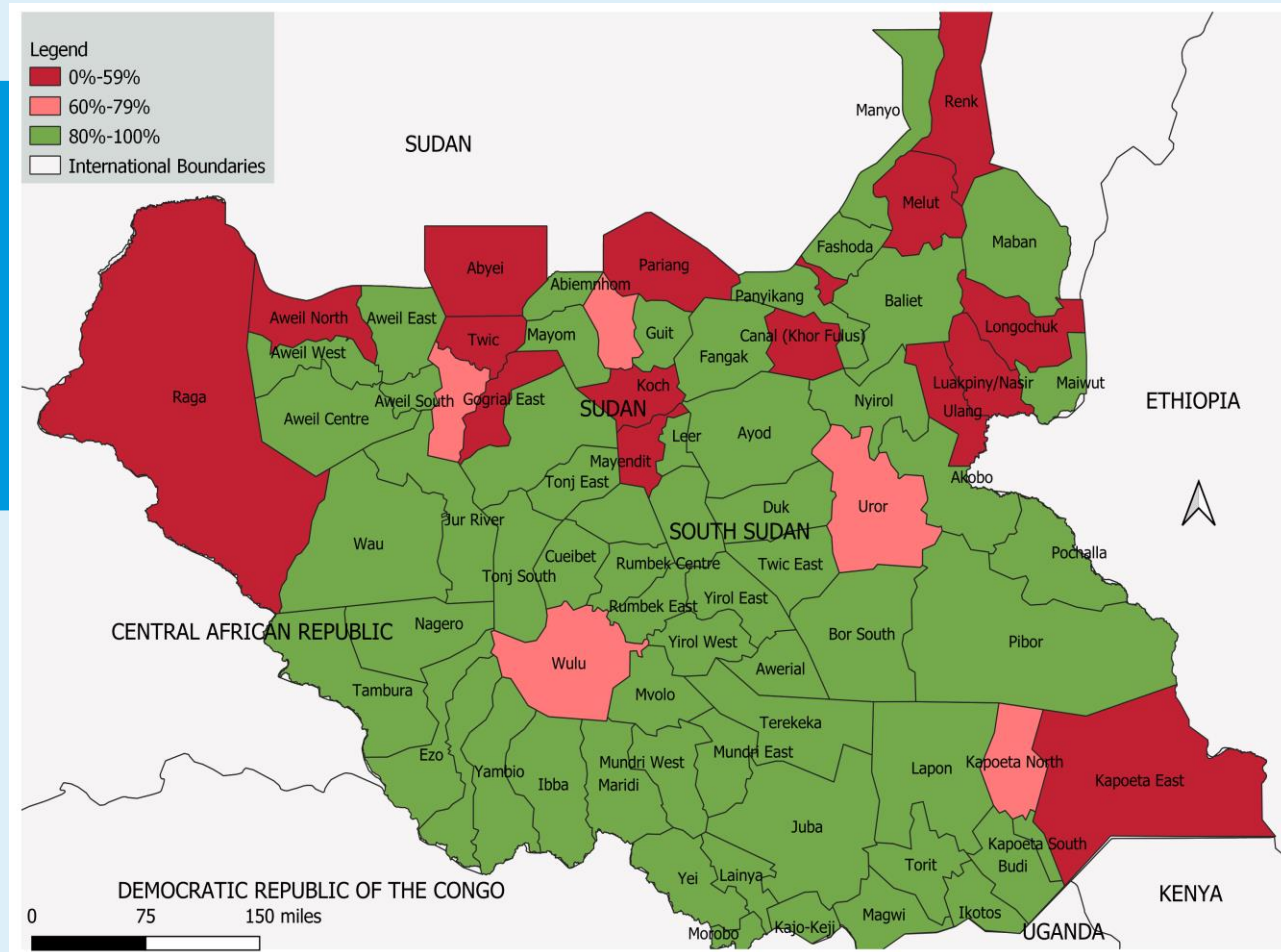 Legend
0%-59%
60%-79%
80%-100%
International Boundaries
SUDAN
Manyo
Renk
Melut
Maban
Fashoda
Abyei
Pariang
Abiemnhom
Panyikang
Baliet
Aweil North
Aweil East
Twic
Mayom
Guit
Canal (Khor Fulus)
Longochuk
Aweil West
Fangak
Raga
Aweil Centre
Aweil South
Gogrial East
Koch
SUDAN
Nyirol
Luakpiny/Nasir
Ulang
Maiwut
ETHIOPIA
Leer
Ayod
Mayendit
Tonj East
Akobo
Duk
Uror
Jur River
Wau
SOUTH SUDAN
Pochalla
Cueibet
Rumbek Centre
Twic East
Tonj South
Rumbek East
Yirol East
CENTRAL AFRICAN REPUBLIC
Nagero
Yirol West
Bor South
Pibor
Wulu
Awerial
Tambura
Mvolo
Terekeka
Ezo
Yambio
Ibba
Mundri West
Maridi
Mundri East
Lapon
Kapoeta North
Kapoeta East
Juba
Kapoeta South
Budi
Torit
Yei
Lainya
DEMOCRATIC REPUBLIC OF THE CONGO
Magwi
Ikotos
KENYA
Morobo
Kajo-Keji
UGANDA
0 75 150 miles